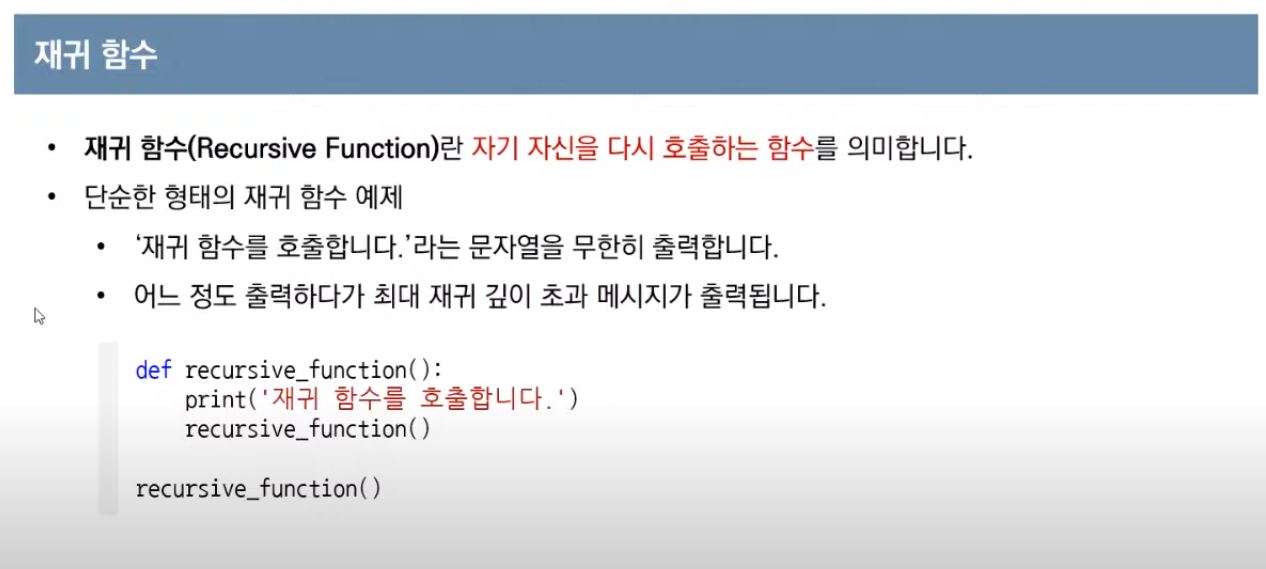 재귀 함수
• 재귀 함수(Recursive Function)란 자기 자신을 다시 호출하는 함수를 의미합니다.
• 단순한 형태의 재귀 함수 예제
• ‘재귀 함수를 호출합니다.’라는 문자열을 무한히 출력합니다.
• 어느 정도 출력하다가 최대 재귀 깊이 초과 메시지가 출력됩니다.
def recursive_function():
    print('재귀 함수를 호출합니다.')
    recursive_function()
recursive_function()